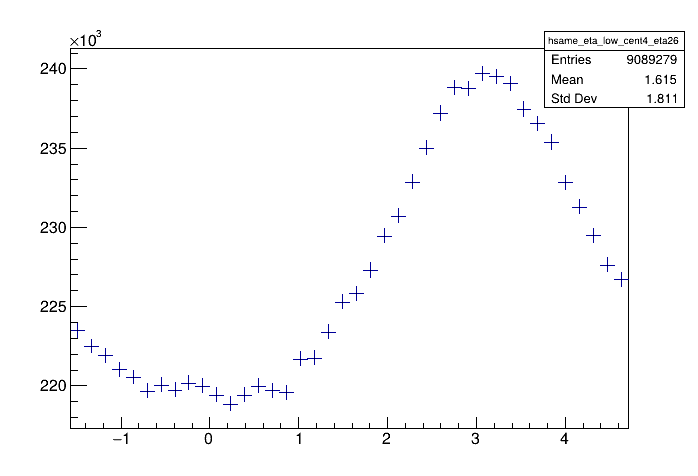 ×10³
hsame_eta_low_cent4_eta26
Entries 9089279
Mean 1.615
Std Dev 1.811
240
235
230
225
220
−1 0 1 2 3 4